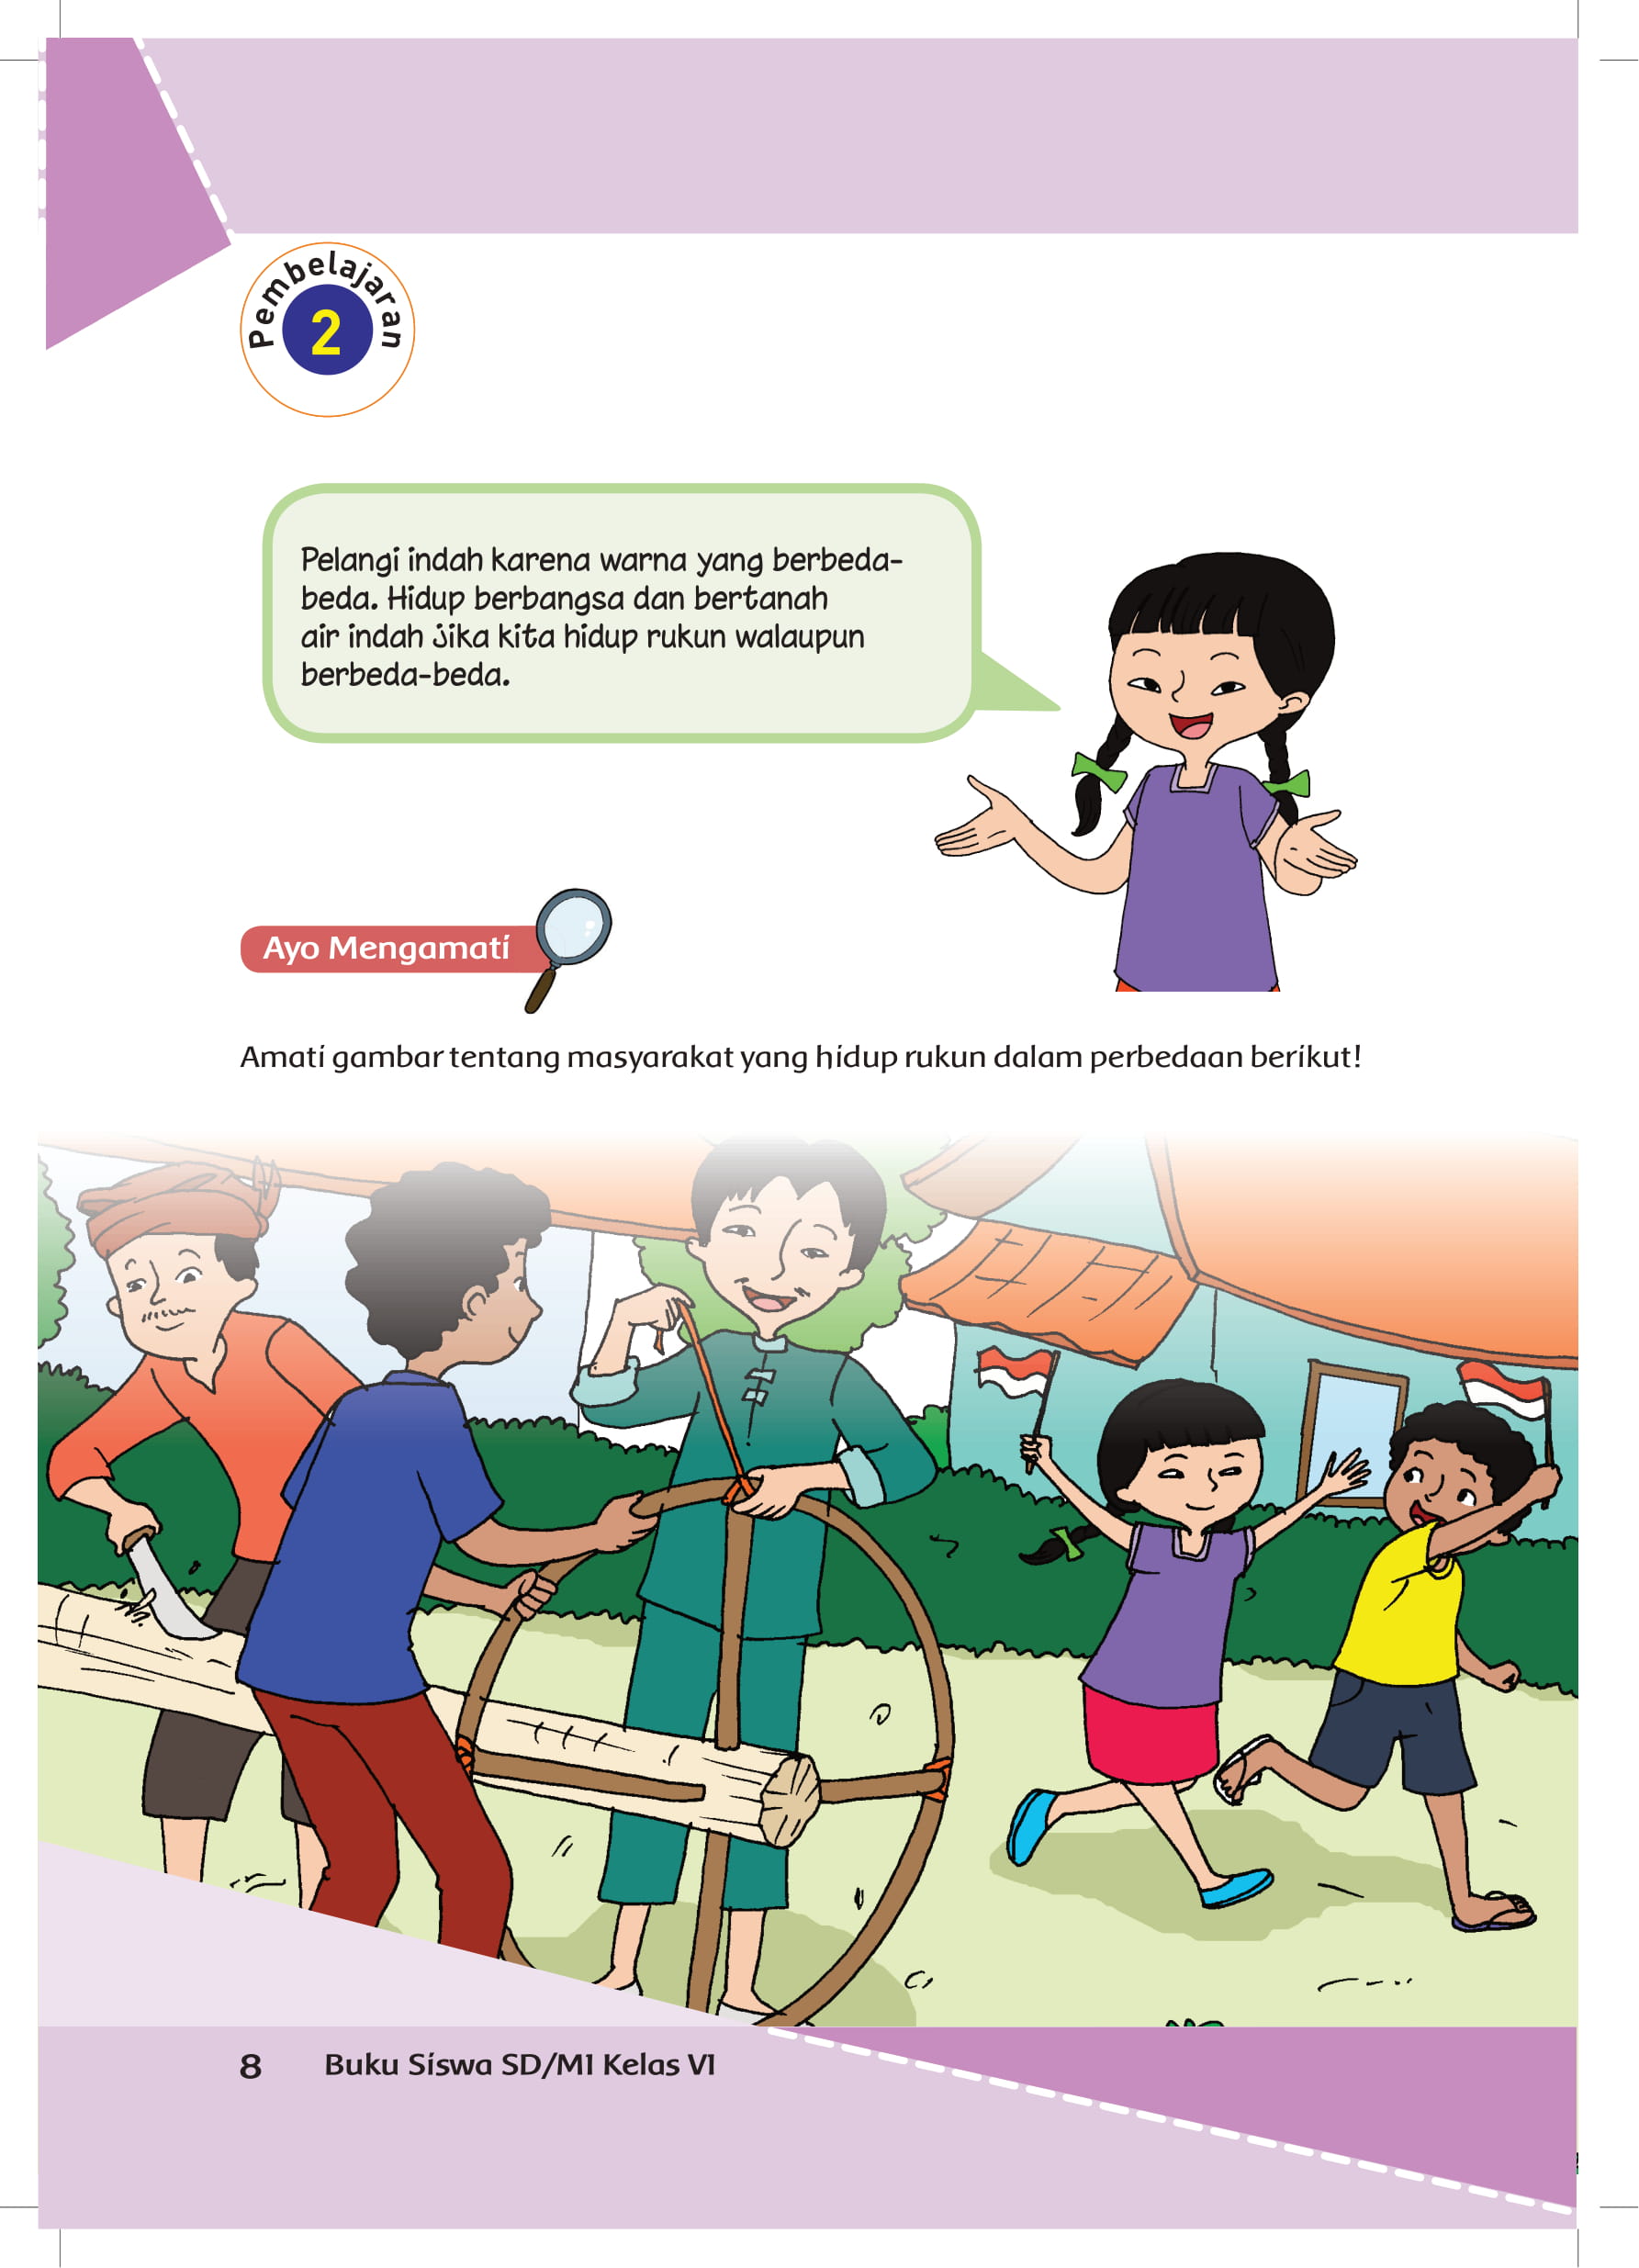 Pembelajaran
2
Pelangi indah karena warna yang berbeda-
beda. Hidup berbangsa dan bertanah
air indah jika kita hidup rukun walaupun
berbeda-beda.
Ayo Mengamati
Amati gambar tentang masyarakat yang hidup rukun dalam perbedaan berikut!
8 Buku Siswa SD/MI Kelas VI